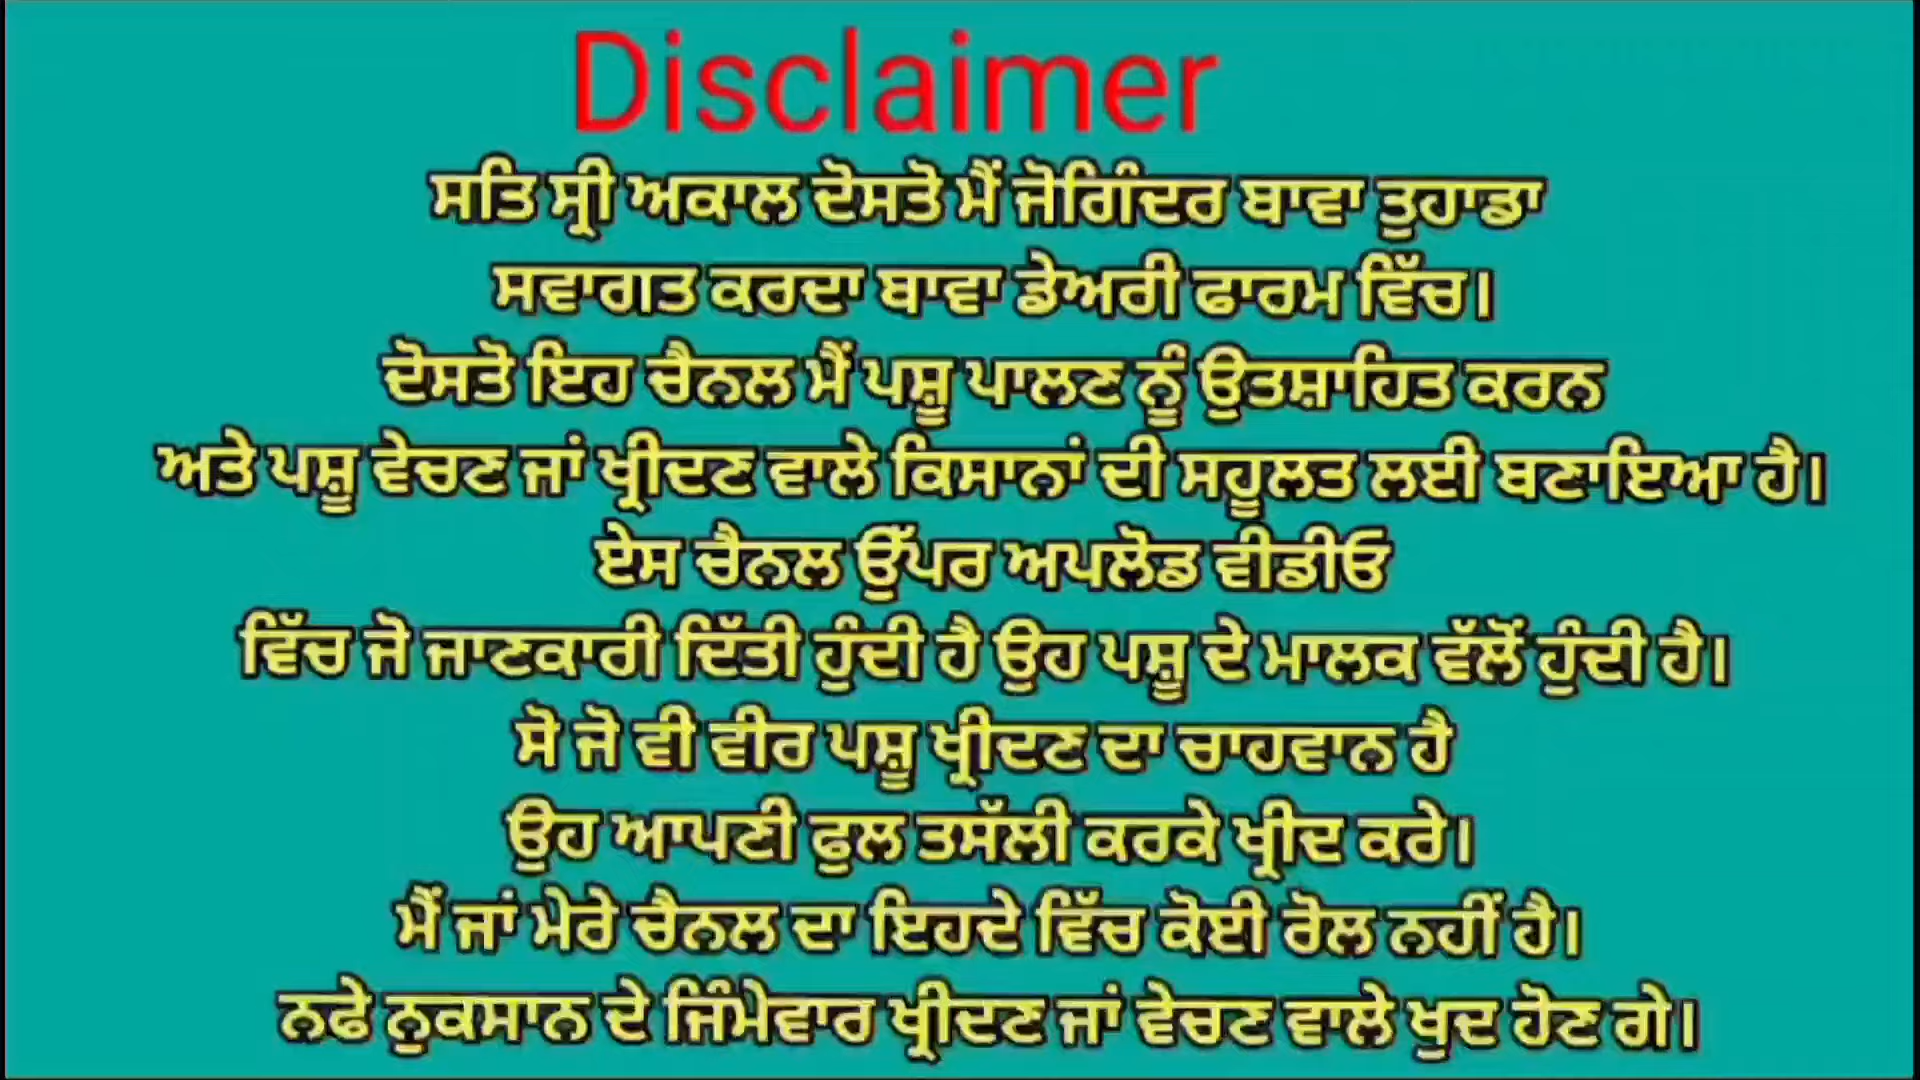 Disclaimer
ਸਤਿ ਸ੍ਰੀ ਅਕਾਲ ਦੋਸਤੋ ਮੈਂ ਜੋਗਿੰਦਰ ਬਾਵਾ ਤੁਹਾਡਾ
ਸਵਾਗਤ ਕਰਦਾ ਬਾਵਾ ਡੇਅਰੀ ਫਾਰਮ ਵਿੱਚ।
ਦੋਸਤੋ ਇਹ ਚੈਨਲ ਮੈਂ ਪਸ਼ੂ ਪਾਲਣ ਨੂੰ ਉਤਸ਼ਾਹਿਤ ਕਰਨ
ਅਤੇ ਪਸ਼ੂ ਵੇਚਣ ਜਾਂ ਖ੍ਰੀਦਣ ਵਾਲੇ ਕਿਸਾਨਾਂ ਦੀ ਸਹੂਲਤ ਲਈ ਬਣਾਇਆ ਹੈ।
ਏਸ ਚੈਨਲ ਉੱਪਰ ਅਪਲੋਡ ਵੀਡੀਓ
ਵਿੱਚ ਜੋ ਜਾਣਕਾਰੀ ਦਿੱਤੀ ਹੁੰਦੀ ਹੈ ਉਹ ਪਸ਼ੂ ਦੇ ਮਾਲਕ ਵੱਲੋਂ ਹੁੰਦੀ ਹੈ।
ਸੋ ਜੋ ਵੀ ਵੀਰ ਪਸ਼ੂ ਖ੍ਰੀਦਣ ਦਾ ਚਾਹਵਾਨ ਹੈ
ਉਹ ਆਪਣੀ ਫੁਲ ਤਸੱਲੀ ਕਰਕੇ ਖ੍ਰੀਦ ਕਰੇ।
ਮੈਂ ਜਾਂ ਮੇਰੇ ਚੈਨਲ ਦਾ ਇਹਦੇ ਵਿੱਚ ਕੋਈ ਰੋਲ ਨਹੀਂ ਹੈ।
ਨਫੇ ਨੁਕਸਾਨ ਦੇ ਜਿੰਮੇਵਾਰ ਖ੍ਰੀਦਣ ਜਾਂ ਵੇਚਣ ਵਾਲੇ ਖੁਦ ਹੋਣ ਗੇ।